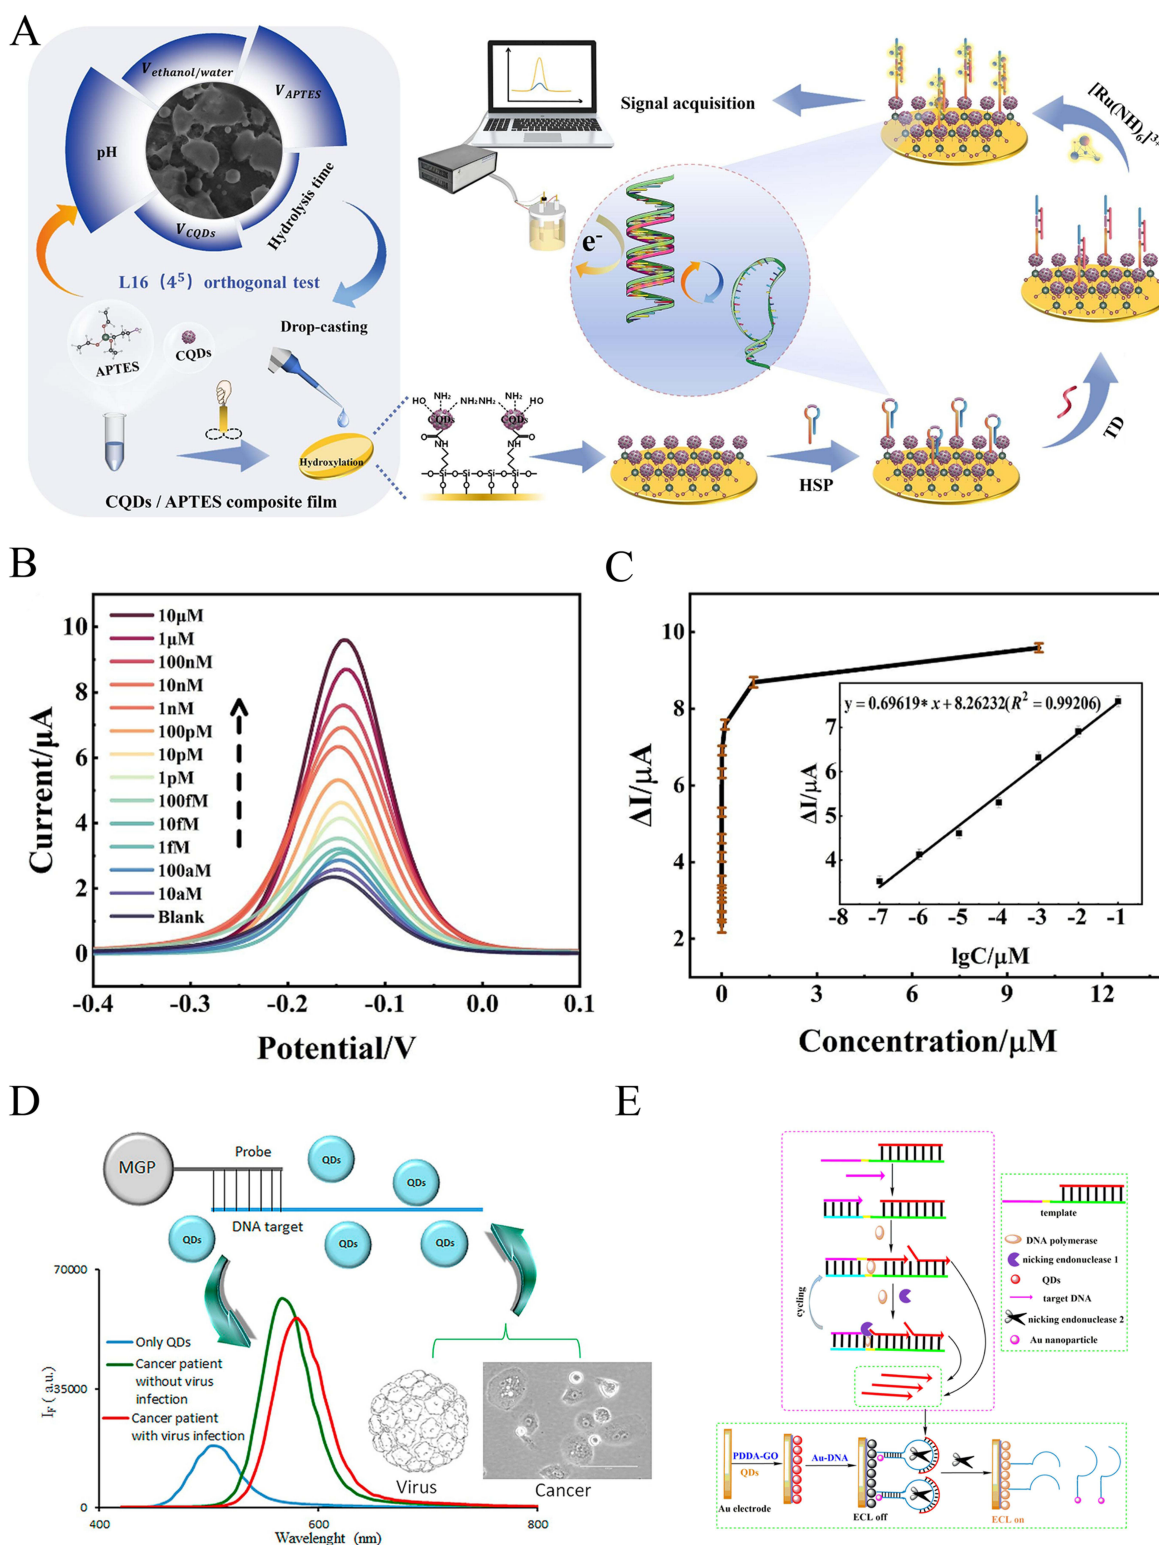 A
V ethanol/water
V APTES
pH
V CQDs
Hydrolysis time
L16 (4⁵) orthogonal test
APTES
CQDs
Drop-casting
Hydroxylation
CQDs / APTES composite film
Signal acquisition
[Ru(NH)₆]³⁺
e⁻
HO NH₂ NH₂ NH₂ NH₂ HO
CQDs QDs
O O
NH NH
Si O Si O Si O Si
O O O O
HSP
TD
B
10μM
1μM
100nM
10nM
1nM
100pM
10pM
1pM
100fM
10fM
1fM
100aM
10aM
Blank
Current/μA
10
8
6
4
2
0
-0.4 -0.3 -0.2 -0.1 0.0 0.1
Potential/V
C
ΔI/μA
10
8
6
4
2
0 3 6 9 12
Concentration/μM
y = 0.69619* x + 8.26232(R² = 0.99206)
ΔI/μA
7
6
5
4
-8 -7 -6 -5 -4 -3 -2 -1
lgC/μM
D
MGP
Probe
DNA target
QDs
QDs
QDs
QDs
QDs
70000
35000
0
I F ( a.u.)
Only QDs
Cancer patient
without virus
infection
Cancer patient
with virus infection
Virus
Cancer
400 600 800
Wavelenght (nm)
E
cycling
template
DNA polymerase
nicking endonuclease 1
QDs
target DNA
nicking endonuclease 2
Au nanoparticle
PDDA-GO
QDs
Au-DNA
Au electrode
ECL off
ECL on